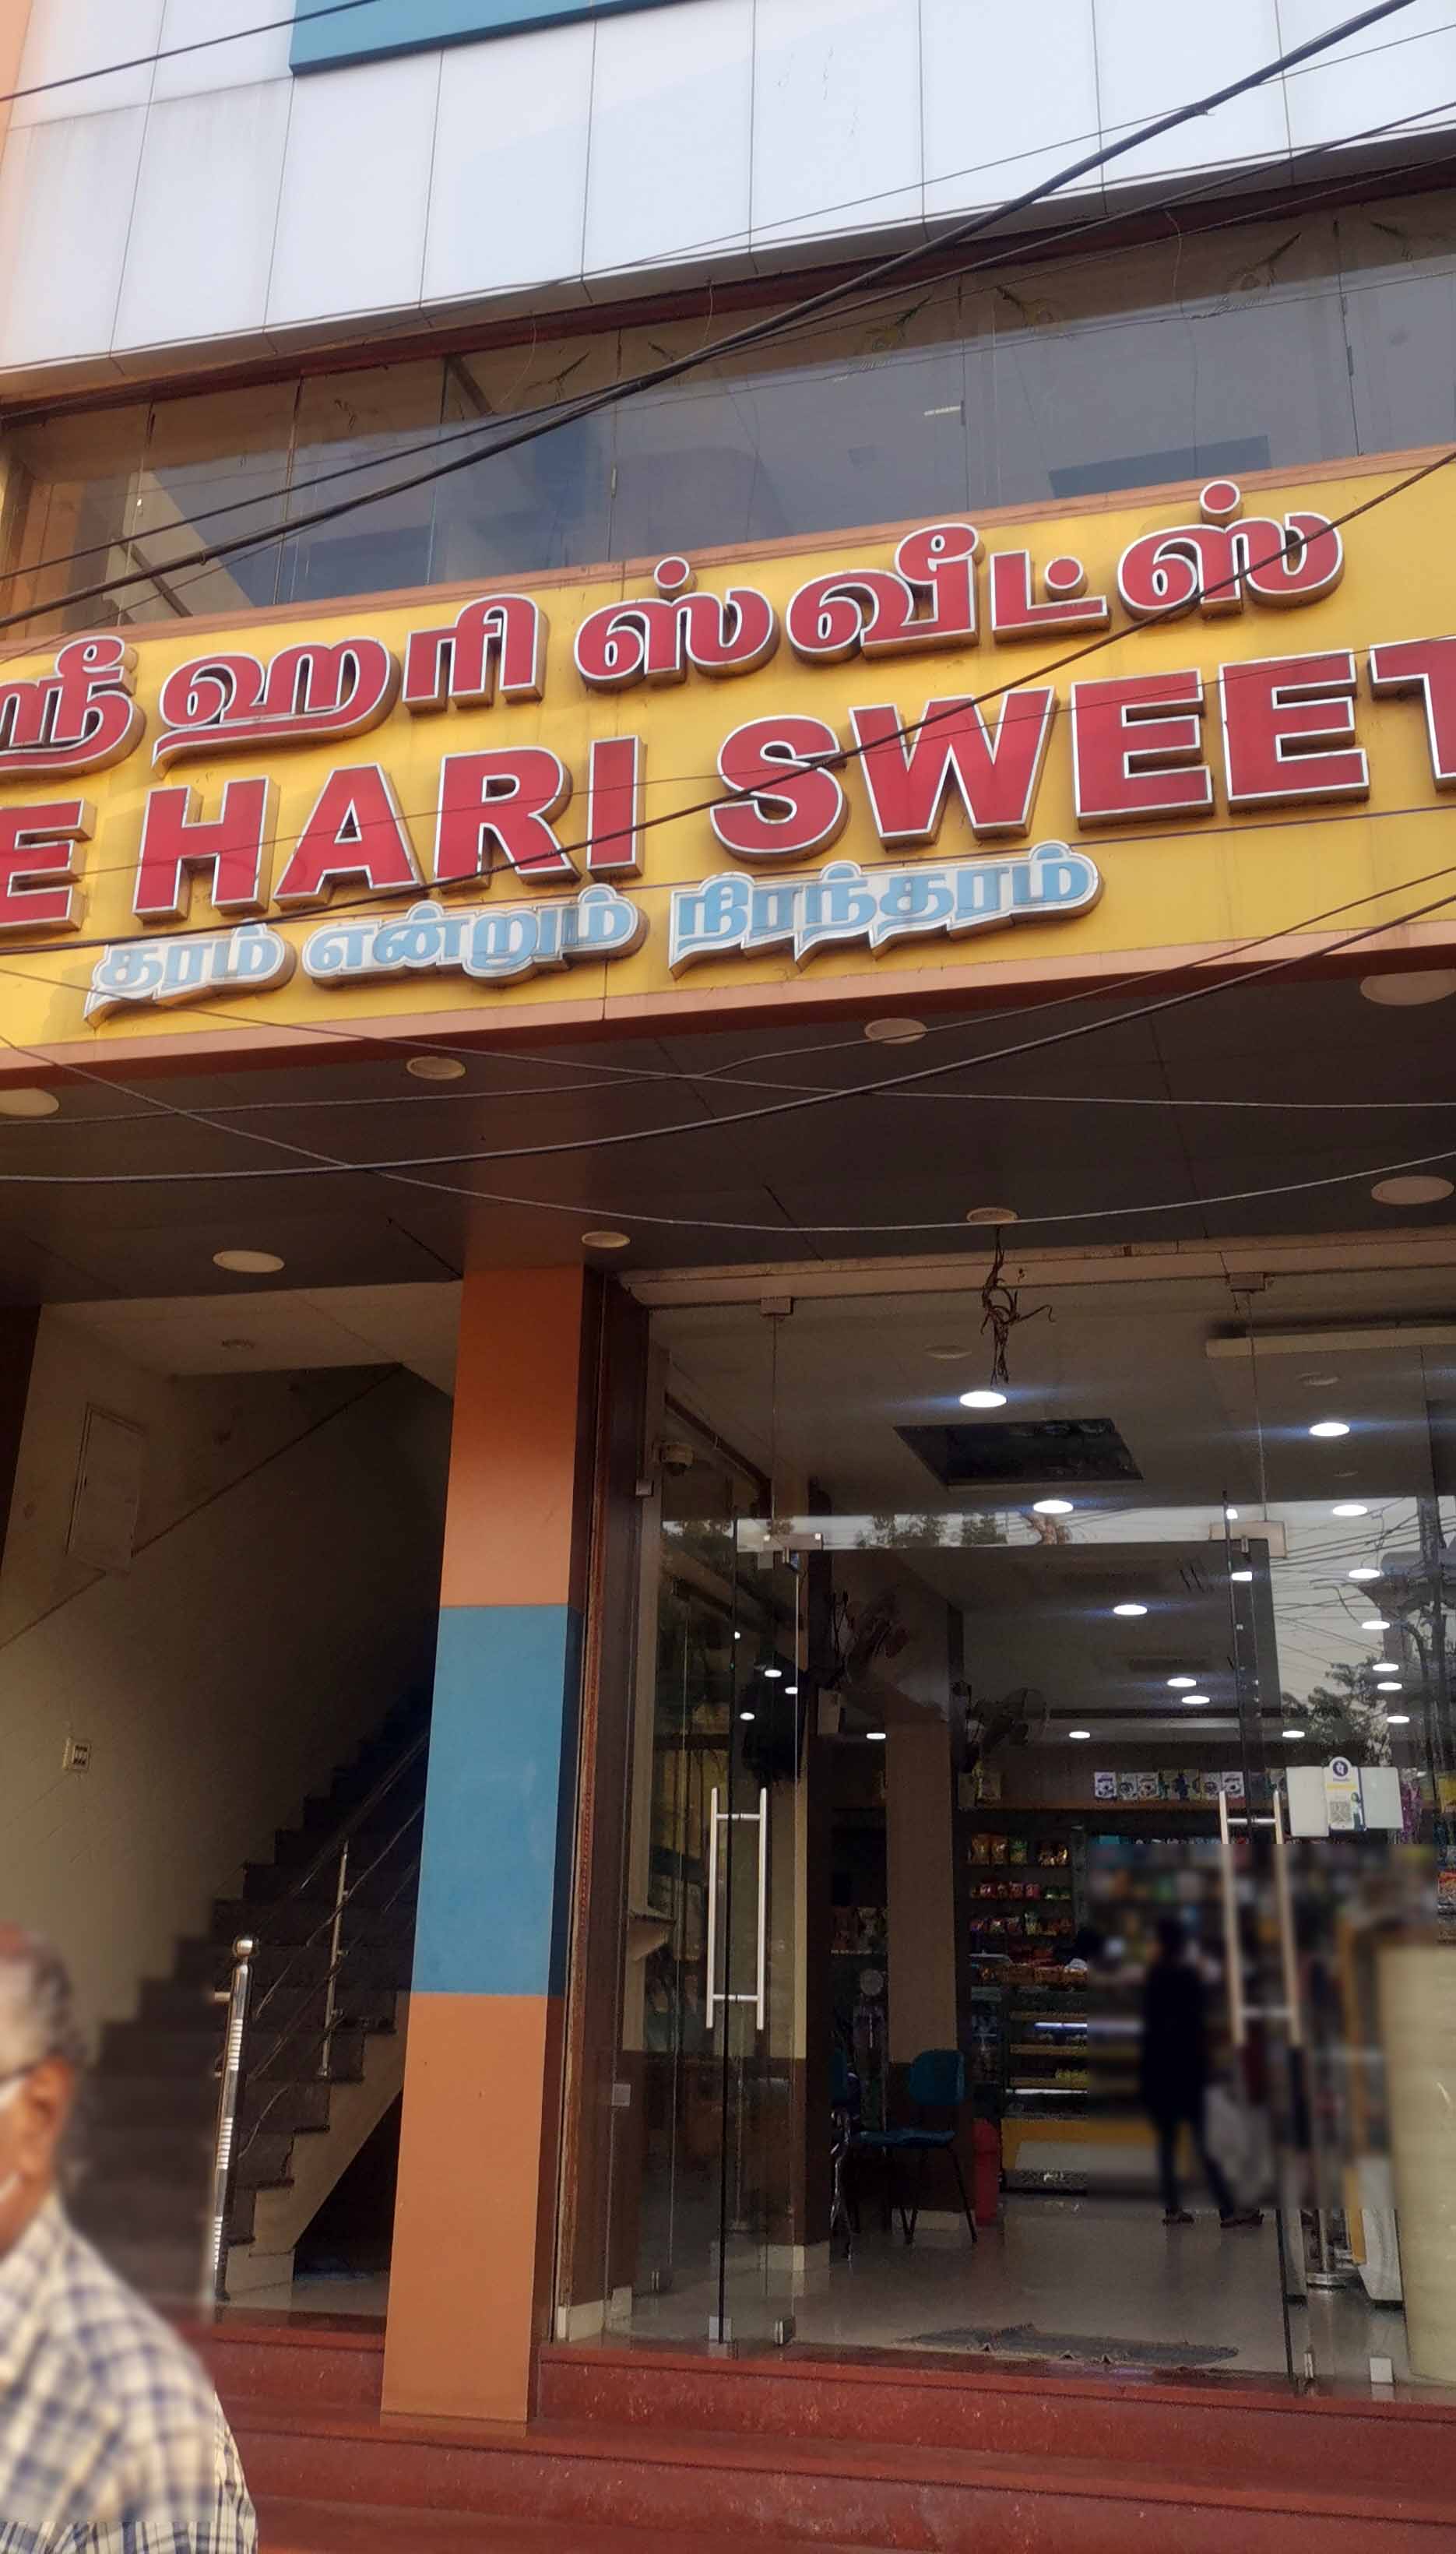 ஸ்ரீ ஹரி ஸ்வீட்ஸ்
E HARI SWEET
தரம் என்றும் நிரந்தரம்